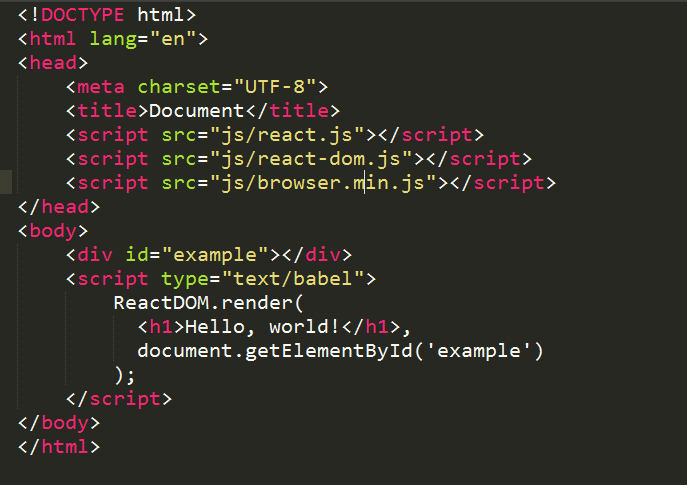 <!DOCTYPE html>
<html lang="en">
<head>
    <meta charset="UTF-8">
    <title>Document</title>
    <script src="js/react.js"></script>
    <script src="js/react-dom.js"></script>
    <script src="js/browser.min.js"></script>
</head>
<body>
    <div id="example"></div>
    <script type="text/babel">
        ReactDOM.render(
          <h1>Hello, world!</h1>,
          document.getElementById('example')
        );
    </script>
</body>
</html>